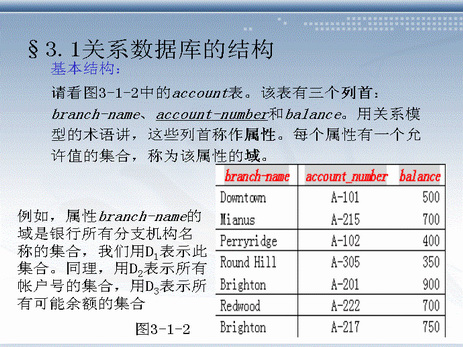 §3.1关系数据库的结构
基本结构：
请看图3-1-2中的account表。该表有三个列首：
branch-name、account-number和balance。用关系模
型的术语讲，这些列首称作属性。每个属性有一个允
许值的集合，称为该属性的域。
例如，属性branch-name的
域是银行所有分支机构名
称的集合，我们用D1表示此
集合。同理，用D2表示所有
帐户号的集合，用D3表示所
有可能余额的集合
图3-1-2
branch-name account_number balance
Downtown A-101 500
Mianus A-215 700
Perryridge A-102 400
Round Hill A-305 350
Brighton A-201 900
Redwood A-222 700
Brighton A-217 750